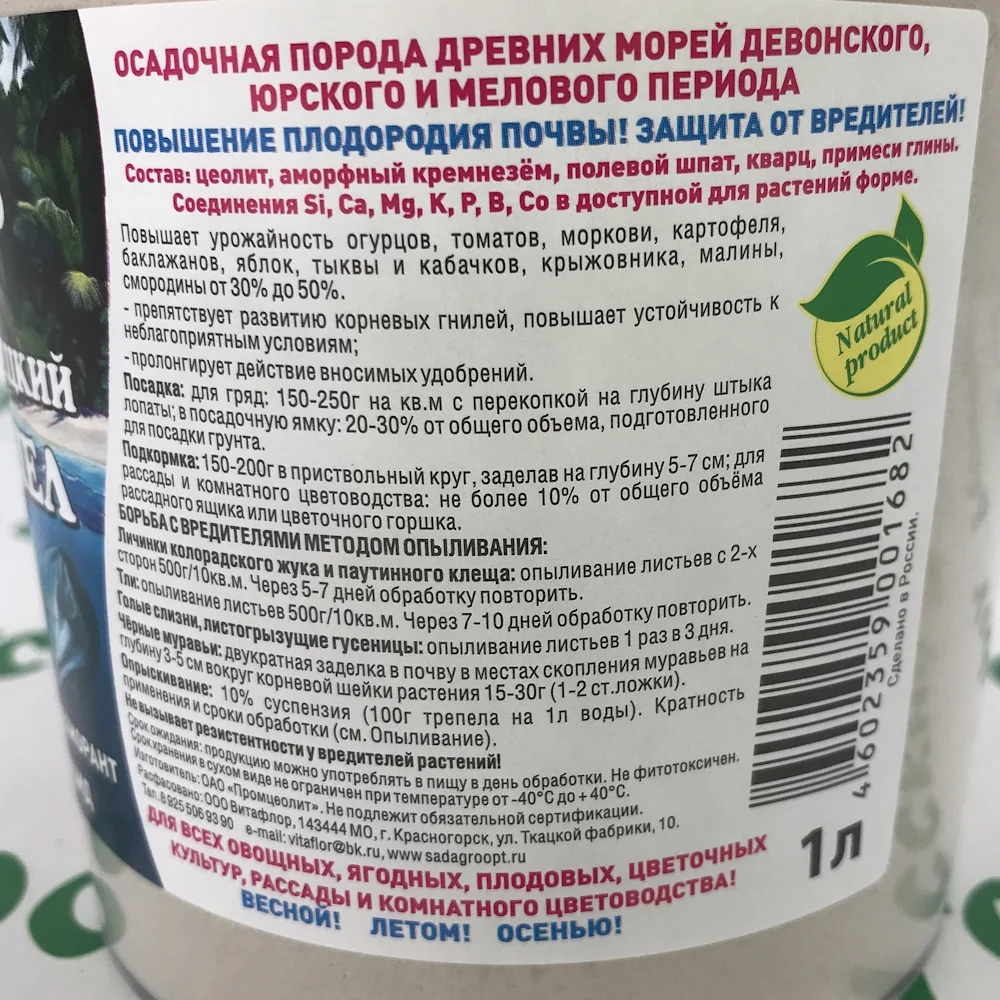 ОСАДОЧНАЯ ПОРОДА ДРЕВНИХ МОРЕЙ ДЕВОНСКОГО,
ЮРСКОГО И МЕЛОВОГО ПЕРИОДА
ПОВЫШЕНИЕ ПЛОДОРОДИЯ ПОЧВЫ! ЗАЩИТА ОТ ВРЕДИТЕЛЕЙ!
Состав: цеолит, аморфный кремнезём, полевой шпат, кварц, примеси глины.
Соединения Si, Ca, Mg, K, P, B, Co в доступной для растений форме.
Повышает урожайность огурцов, томатов, моркови, картофеля,
баклажанов, яблок, тыквы и кабачков, крыжовника, малины,
смородины от 30% до 50%.
- препятствует развитию корневых гнилей, повышает устойчивость к
неблагоприятным условиям;
- пролонгирует действие вносимых удобрений.
Посадка: для гряд: 150-250г на кв.м с перекопкой на глубину штыка
лопаты; в посадочную ямку: 20-30% от общего объема, подготовленного
для посадки грунта.
Подкормка: 150-200г в приствольный круг, заделав на глубину 5-7 см; для
рассады и комнатного цветоводства: не более 10% от общего объёма
рассадного ящика или цветочного горшка.
БОРЬБА С ВРЕДИТЕЛЯМИ МЕТОДОМ ОПЫЛИВАНИЯ:
Личинки колорадского жука и паутинного клеща: опыливание листьев с 2-х
сторон 500г/10кв.м. Через 5-7 дней обработку повторить.
Тли: опыливание листьев 500г/10кв.м. Через 7-10 дней обработку повторить.
Голые слизни, листогрызущие гусеницы: опыливание листьев 1 раз в 3 дня.
Чёрные муравьи: двукратная заделка в почву в местах скопления муравьев на
глубину 3-5 см вокруг корневой шейки растения 15-30г (1-2 ст.ложки).
Опрыскивание: 10% суспензия (100г трепела на 1л воды). Кратность
применения и сроки обработки (см. Опыливание).
Не вызывает резистентности у вредителей растений!
Срок ожидания: продукцию можно употреблять в пищу в день обработки. Не фитотоксичен.
Срок хранения в сухом виде не ограничен при температуре от -40°С до + 40°С.
Изготовитель: ОАО «Промцеолит». Не подлежит обязательной сертификации.
Расфасовано: ООО Витафлор, 143444 МО, г. Красногорск, ул. Ткацкой фабрики, 10.
Тел. 8 925 506 93 90 e-mail: vitaflor@bk.ru, www.sadagroopt.ru
ДЛЯ ВСЕХ ОВОЩНЫХ, ЯГОДНЫХ, ПЛОДОВЫХ, ЦВЕТОЧНЫХ
КУЛЬТУР, РАССАДЫ И КОМНАТНОГО ЦВЕТОВОДСТВА!
ВЕСНОЙ! ЛЕТОМ! ОСЕНЬЮ!
Natural
product
4 602359 001682
Сделано в России.
1л